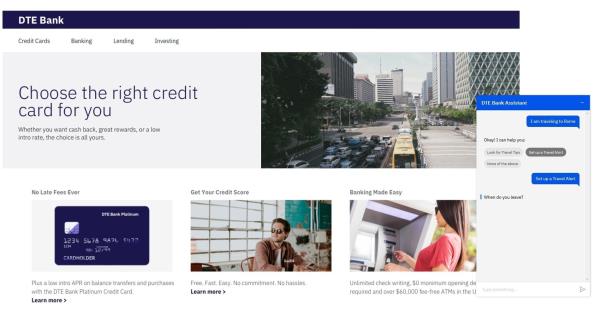 DTE Bank
Credit Cards Banking Lending Investing
Choose the right credit
card for you
Whether you want cash back, great rewards, or a low
intro rate, the choice is all yours.
No Late Fees Ever
DTE Bank Platinum
1234 5678 9876 5432
1234
12/99
CARDHOLDER
Plus a low intro APR on balance transfers and purchases
with the DTE Bank Platinum Credit Card.
Learn more >
Get Your Credit Score
Free. Fast. Easy. No commitment. No hassles.
Learn more >
Banking Made Easy
Unlimited check writing, $0 monimum opening de
required and over $60,000 fee-free ATMs in the U
DTE Bank Assistant
I am traveling to Rome
Okay! I can help you:
Look for Travel Tips Set up a Travel Alert
None of the above
Set up a Travel Alert
When do you leave?
Type something...